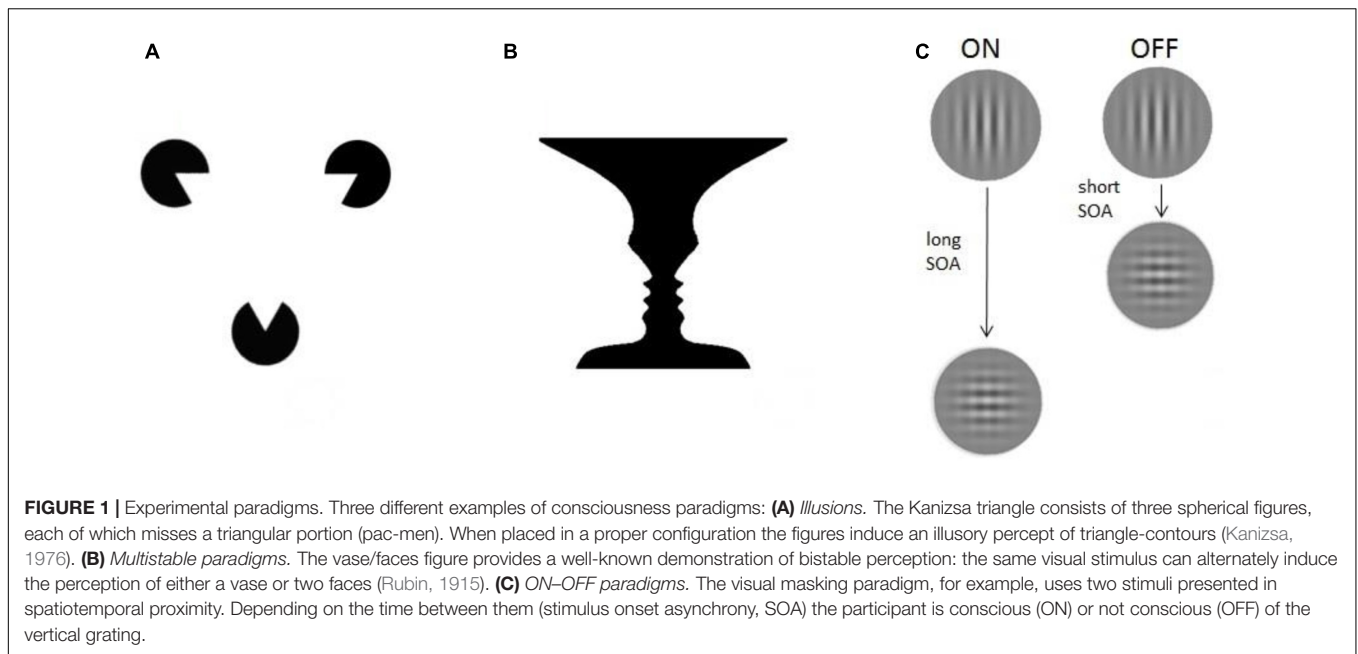 A
B
C ON OFF
short
SOA
long
SOA
FIGURE 1 | Experimental paradigms. Three different examples of consciousness paradigms: (A) Illusions. The Kanizsa triangle consists of three spherical figures,
each of which misses a triangular portion (pac-men). When placed in a proper configuration the figures induce an illusory percept of triangle-contours (Kanizsa,
1976). (B) Multistable paradigms. The vase/faces figure provides a well-known demonstration of bistable perception: the same visual stimulus can alternately induce
the perception of either a vase or two faces (Rubin, 1915). (C) ON–OFF paradigms. The visual masking paradigm, for example, uses two stimuli presented in
spatiotemporal proximity. Depending on the time between them (stimulus onset asynchrony, SOA) the participant is conscious (ON) or not conscious (OFF) of the
vertical grating.